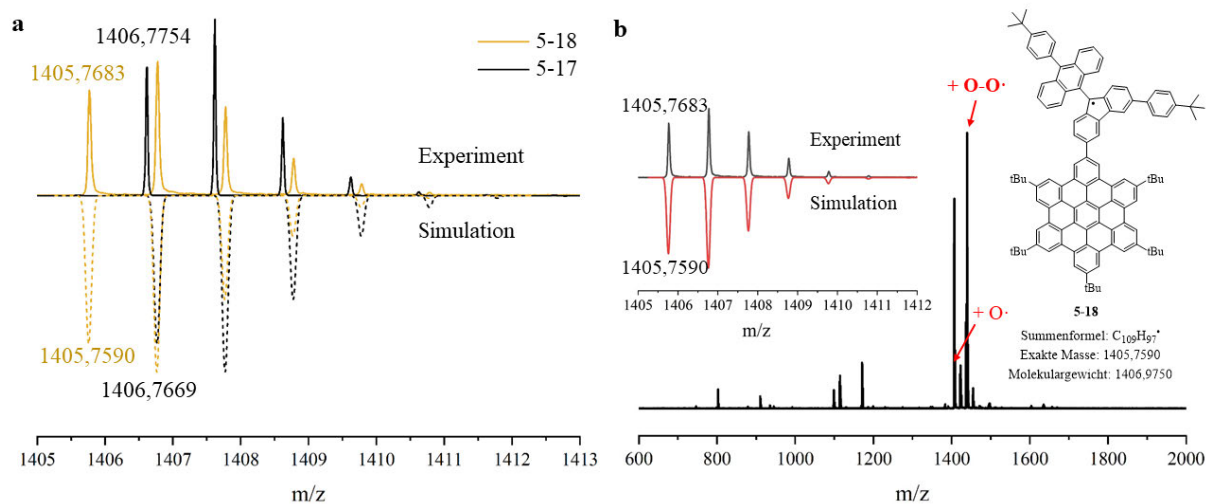 a
1406,7754
5-18
5-17
1405,7683
Experiment
Simulation
1405,7590
1406,7669
1405 1406 1407 1408 1409 1410 1411 1412 1413
m/z
b
+ O-O·
1405,7683
Experiment
Simulation
1405,7590
1405 1406 1407 1408 1409 1410 1411 1412
m/z
+ O·
tBu tBu
tBu tBu
tBu
5-18
Summenformel: C₁₀₉H₉₇•
Exakte Masse: 1405,7590
Molekulargewicht: 1406,9750
600 800 1000 1200 1400 1600 1800 2000
m/z